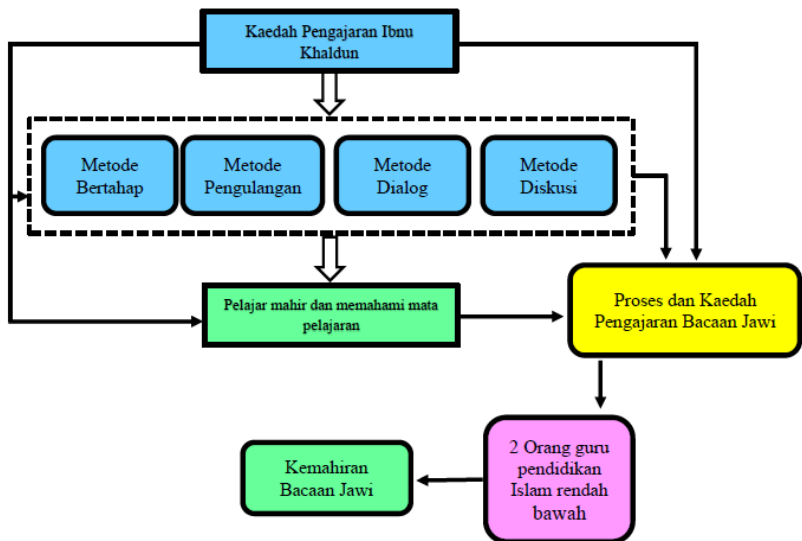 Kaedah Pengajaran Ibnu
Khaldun
Metode
Bertahap
Metode
Pengulangan
Metode
Dialog
Metode
Diskusi
Pelajar mahir dan memahami mata
pelajaran
Proses dan Kaedah
Pengajaran Bacaan Jawi
2 Orang guru
pendidikan
Islam rendah
bawah
Kemahiran
Bacaan Jawi